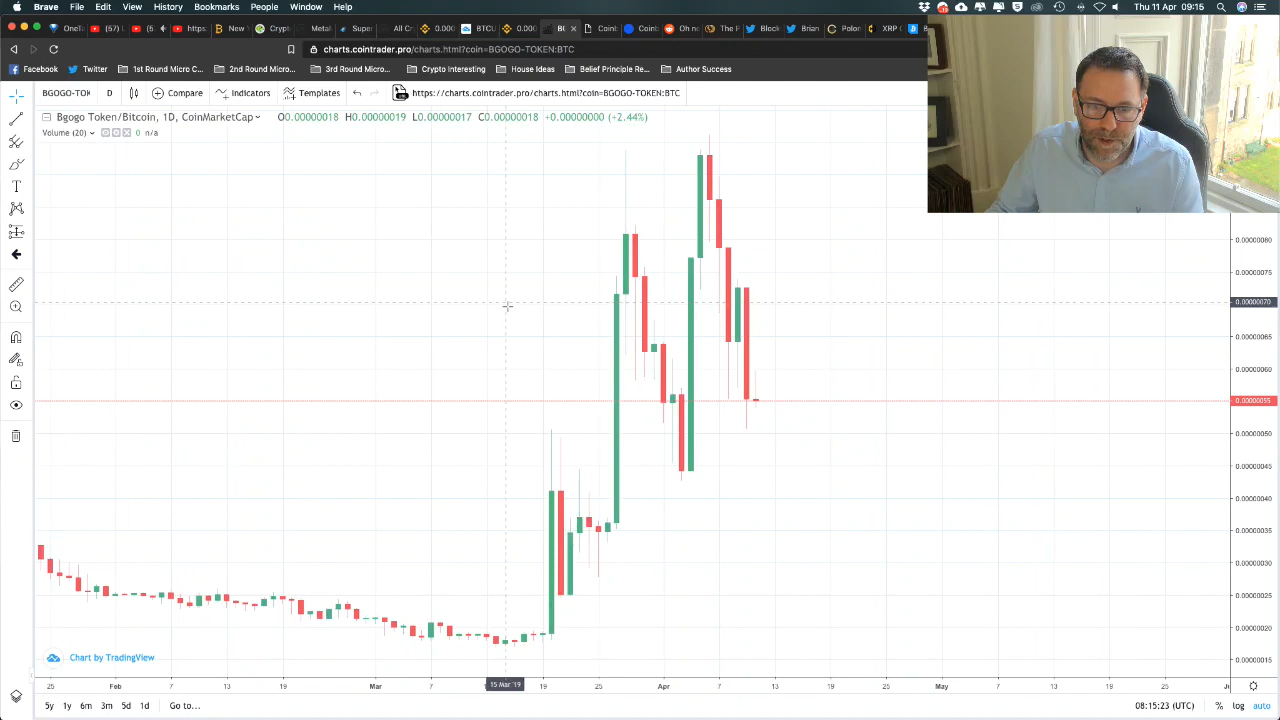 Brave File Edit View History Bookmarks People Window Help Thu 11 Apr 09:15
charts.cointrader.pro/charts.html?coin=BGOGO-TOKEN:BTC
Facebook Twitter 1st Round Micro C... 2nd Round Micro... 3rd Round Micro... Crypto Interesting House Ideas Belief Principle Re... Author Success
BGOGO-TOK D Compare Indicators Templates https://charts.cointrader.pro/charts.html?coin=BGOGO-TOKEN:BTC
Bgogo Token/Bitcoin, 1D, CoinMarketCap O0.00000018 H0.00000019 L0.00000017 C0.00000018 +0.00000000 (+2.44%)
Volume (20) 0 n/a
0.00000080
0.00000075
0.00000070
0.00000065
0.00000060
0.00000055
0.00000050
0.00000045
0.00000040
0.00000035
0.00000030
0.00000025
0.00000020
0.00000015
Chart by TradingView
25 Feb 7 13 19 Mar 7 15 Mar '19 19 25 Apr 7 13 19 25 May 7 13 19 25
5y 1y 6m 3m 5d 1d Go to... 08:15:23 (UTC) % log auto